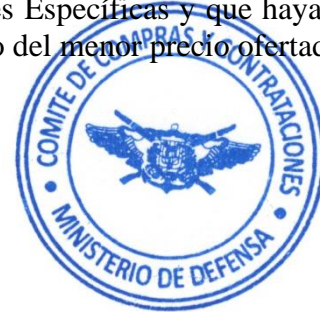 es Específicas y que haya
o del menor precio ofertad
COMITE DE COMPRAS Y CONTRATACIONES
MINISTERIO DE DEFENSA